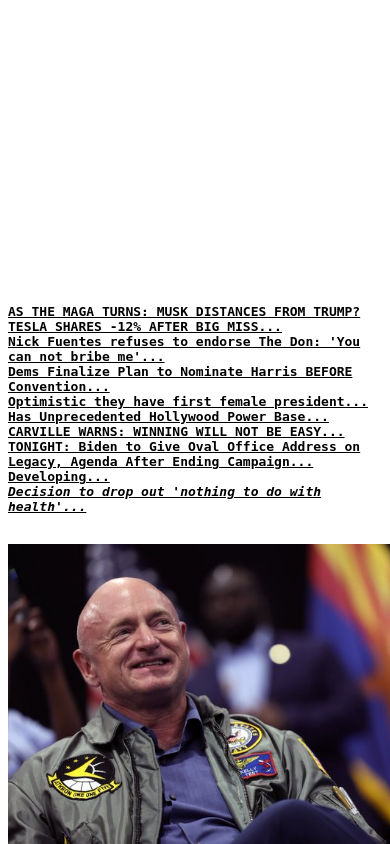 AS THE MAGA TURNS: MUSK DISTANCES FROM TRUMP?
TESLA SHARES -12% AFTER BIG MISS...
Nick Fuentes refuses to endorse The Don: 'You
can not bribe me'...
Dems Finalize Plan to Nominate Harris BEFORE
Convention...
Optimistic they have first female president...
Has Unprecedented Hollywood Power Base...
CARVILLE WARNS: WINNING WILL NOT BE EASY...
TONIGHT: Biden to Give Oval Office Address on
Legacy, Agenda After Ending Campaign...
Developing...
Decision to drop out 'nothing to do with
health'...
KELLY